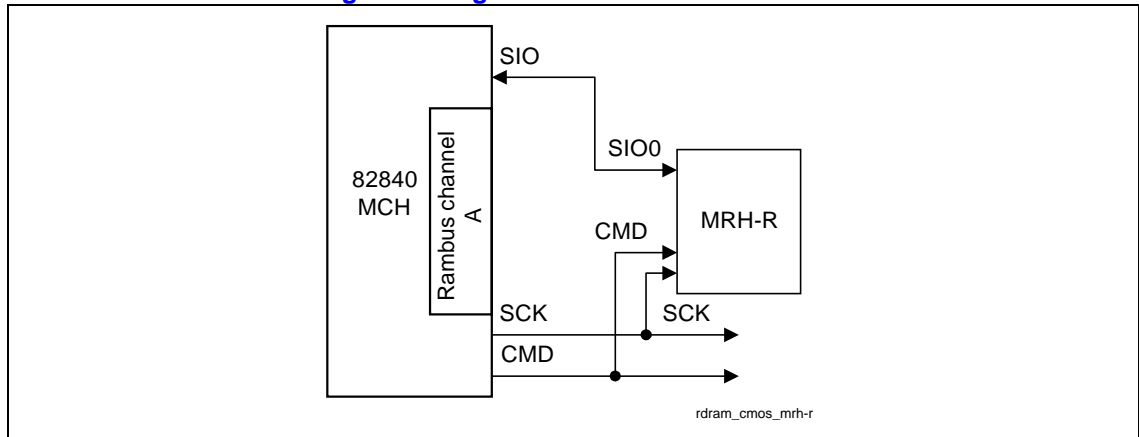 SIO
SIO0
82840
MCH
Rambus channel
A
MRH-R
CMD
SCK
SCK
CMD
rdram_cmos_mrh-r